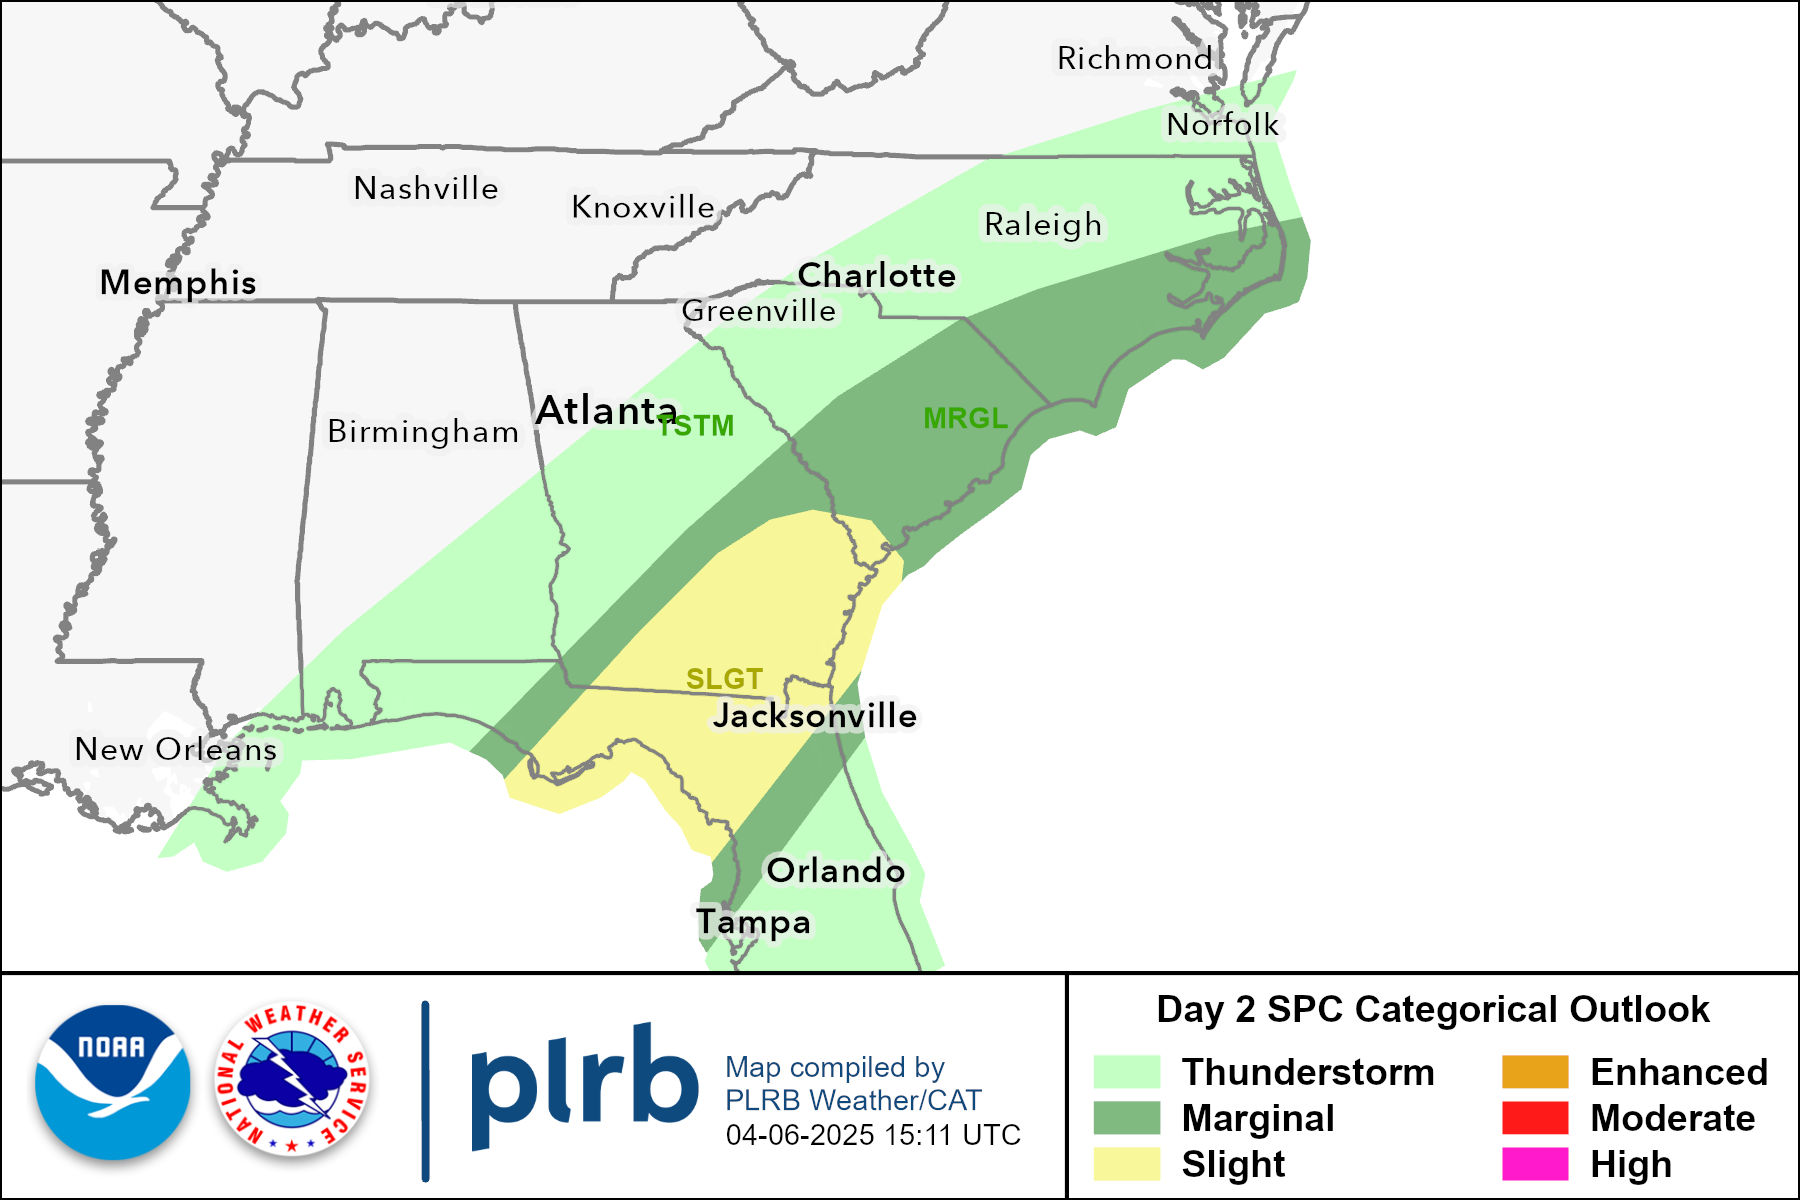 Richmond
Norfolk
Nashville
Knoxville
Raleigh
Memphis
Charlotte
Greenville
Atlanta
TSTM
MRGL
Birmingham
SLGT
Jacksonville
New Orleans
Orlando
Tampa
NOAA
NATIONAL WEATHER SERVICE
plrb
Map compiled by
PLRB Weather/CAT
04-06-2025 15:11 UTC
Day 2 SPC Categorical Outlook
Thunderstorm
Enhanced
Marginal
Moderate
Slight
High